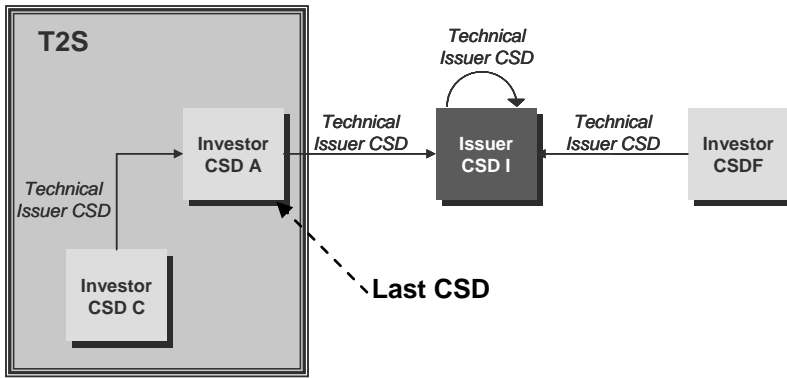 T2S
Technical
Issuer CSD
Investor
CSD A
Technical
Issuer CSD
Issuer
CSD I
Technical
Issuer CSD
Investor
CSDF
Technical
Issuer CSD
Investor
CSD C
Last CSD